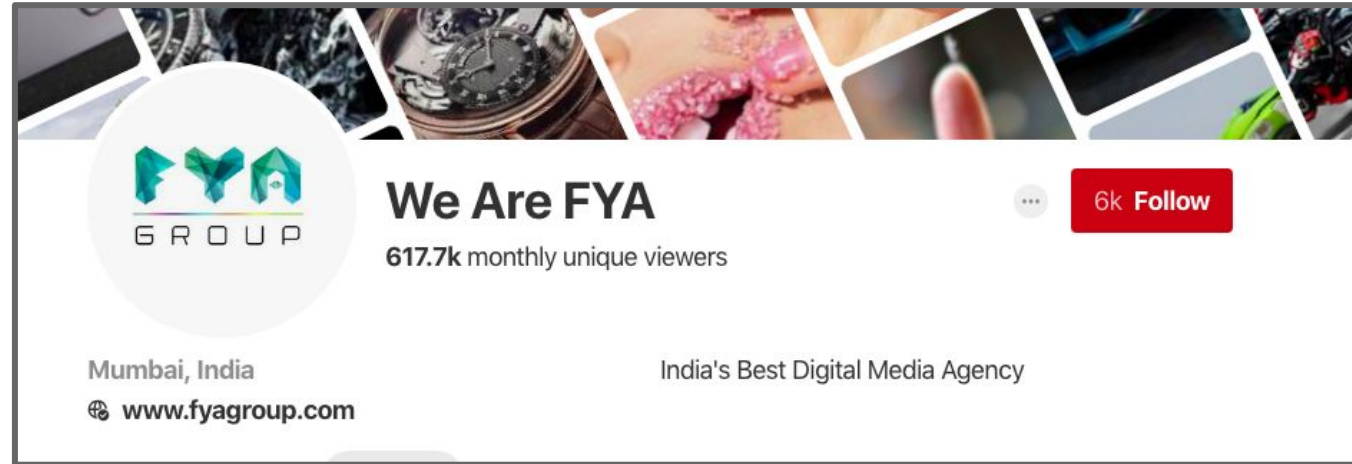 FYA
GROUP
We Are FYA
617.7k monthly unique viewers
6k Follow
Mumbai, India
www.fyagroup.com
India's Best Digital Media Agency